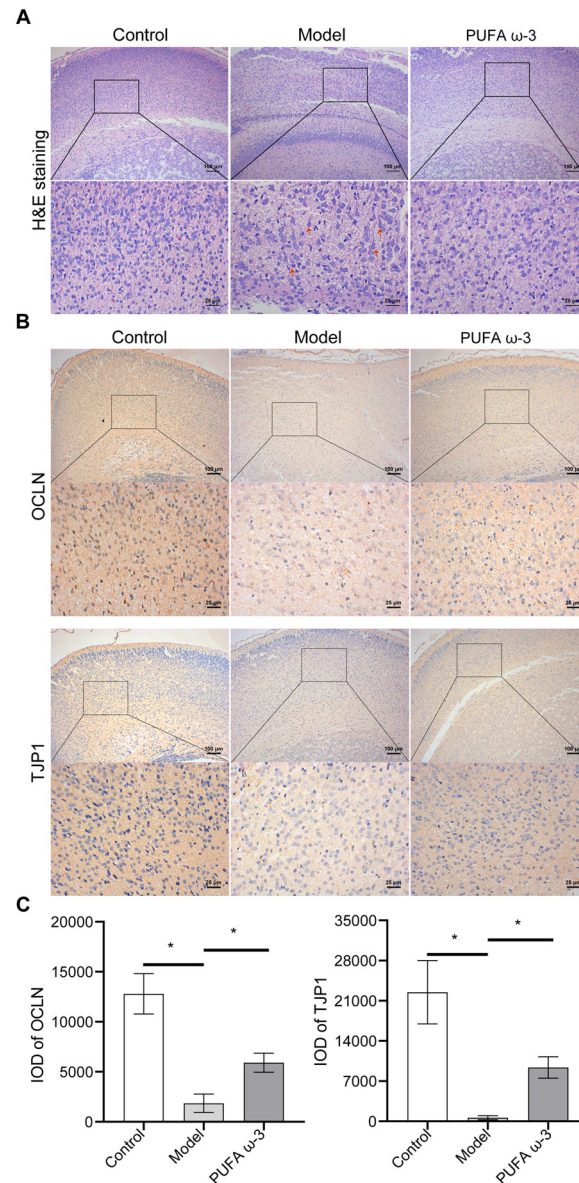 A
Control Model PUFA ω-3
H&E staining
100 μm 100 μm 100 μm
25 μm 25 μm 25 μm
B
Control Model PUFA ω-3
OCLN
100 μm 100 μm 100 μm
25 μm 25 μm 25 μm
TJP1
100 μm 100 μm 100 μm
25 μm 25 μm 25 μm
C
IOD of OCLN
20000
15000
10000
5000
0
* *
Control Model PUFA ω-3
IOD of TJP1
35000
28000
21000
14000
7000
0
* *
Control Model PUFA ω-3